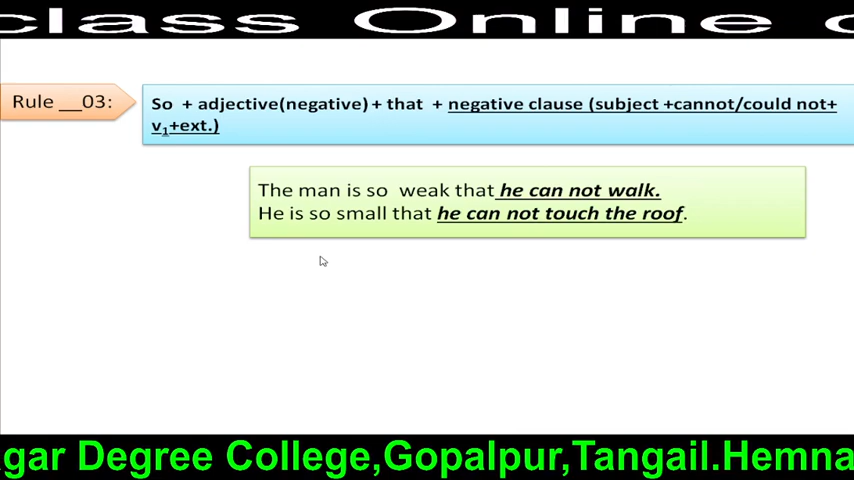 class Online
Rule __03:
So + adjective(negative) + that + negative clause (subject +cannot/could not+
v1+ext.)
The man is so weak that he can not walk.
He is so small that he can not touch the roof.
Degree College,Gopalpur,Tangail.